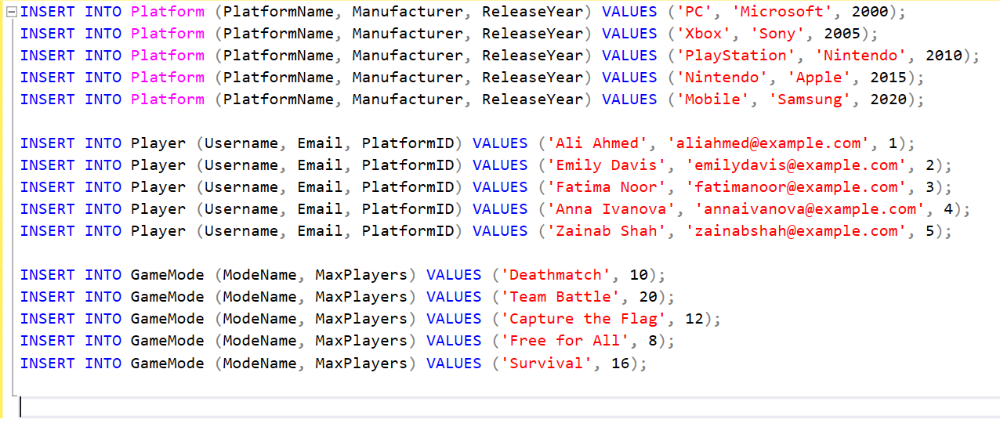 INSERT INTO Platform (PlatformName, Manufacturer, ReleaseYear) VALUES ('PC', 'Microsoft', 2000);
INSERT INTO Platform (PlatformName, Manufacturer, ReleaseYear) VALUES ('Xbox', 'Sony', 2005);
INSERT INTO Platform (PlatformName, Manufacturer, ReleaseYear) VALUES ('PlayStation', 'Nintendo', 2010);
INSERT INTO Platform (PlatformName, Manufacturer, ReleaseYear) VALUES ('Nintendo', 'Apple', 2015);
INSERT INTO Platform (PlatformName, Manufacturer, ReleaseYear) VALUES ('Mobile', 'Samsung', 2020);
INSERT INTO Player (Username, Email, PlatformID) VALUES ('Ali Ahmed', 'aliahmed@example.com', 1);
INSERT INTO Player (Username, Email, PlatformID) VALUES ('Emily Davis', 'emilydavis@example.com', 2);
INSERT INTO Player (Username, Email, PlatformID) VALUES ('Fatima Noor', 'fatimanoor@example.com', 3);
INSERT INTO Player (Username, Email, PlatformID) VALUES ('Anna Ivanova', 'annaivanova@example.com', 4);
INSERT INTO Player (Username, Email, PlatformID) VALUES ('Zainab Shah', 'zainabshah@example.com', 5);
INSERT INTO GameMode (ModeName, MaxPlayers) VALUES ('Deathmatch', 10);
INSERT INTO GameMode (ModeName, MaxPlayers) VALUES ('Team Battle', 20);
INSERT INTO GameMode (ModeName, MaxPlayers) VALUES ('Capture the Flag', 12);
INSERT INTO GameMode (ModeName, MaxPlayers) VALUES ('Free for All', 8);
INSERT INTO GameMode (ModeName, MaxPlayers) VALUES ('Survival', 16);